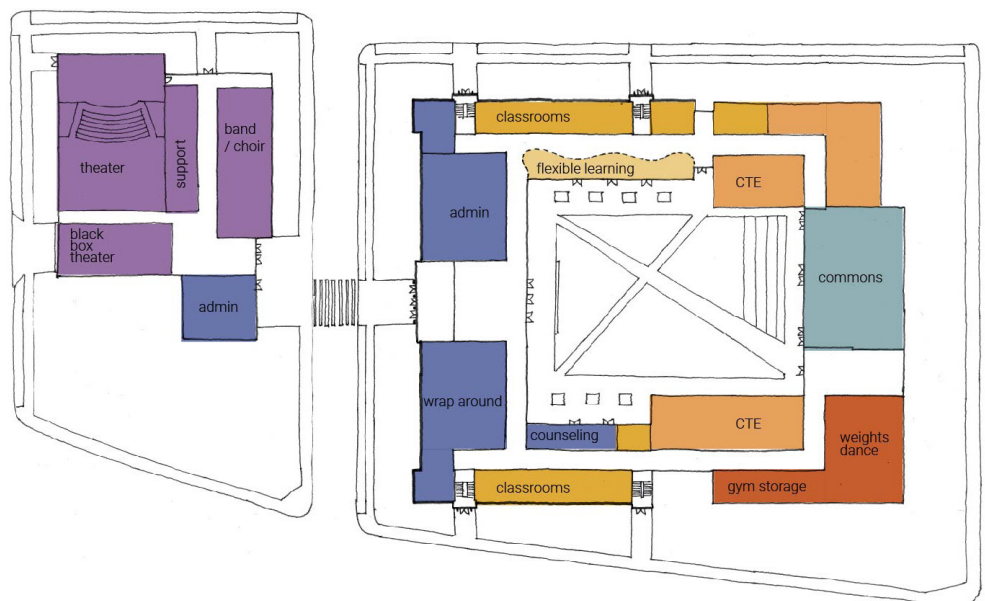 theater
support
band
/ choir
black
box
theater
admin
classrooms
flexible learning
admin
CTE
commons
wrap around
counseling
CTE
weights
dance
classrooms
gym storage